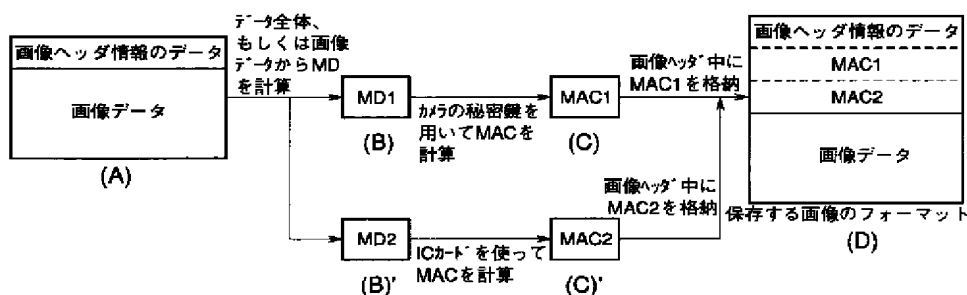 画像ヘッダ情報のデータ
画像データ
(A)
データ全体、
もしくは画像
データからMD
を計算
MD1
(B)
カメラの秘密鍵を
用いてMACを
計算
MAC1
(C)
画像ヘッダ中に
MAC1を格納
MD2
(B)'
ICカードを使って
MACを計算
MAC2
(C)'
画像ヘッダ中に
MAC2を格納
画像ヘッダ情報のデータ
MAC1
MAC2
画像データ
保存する画像のフォーマット
(D)